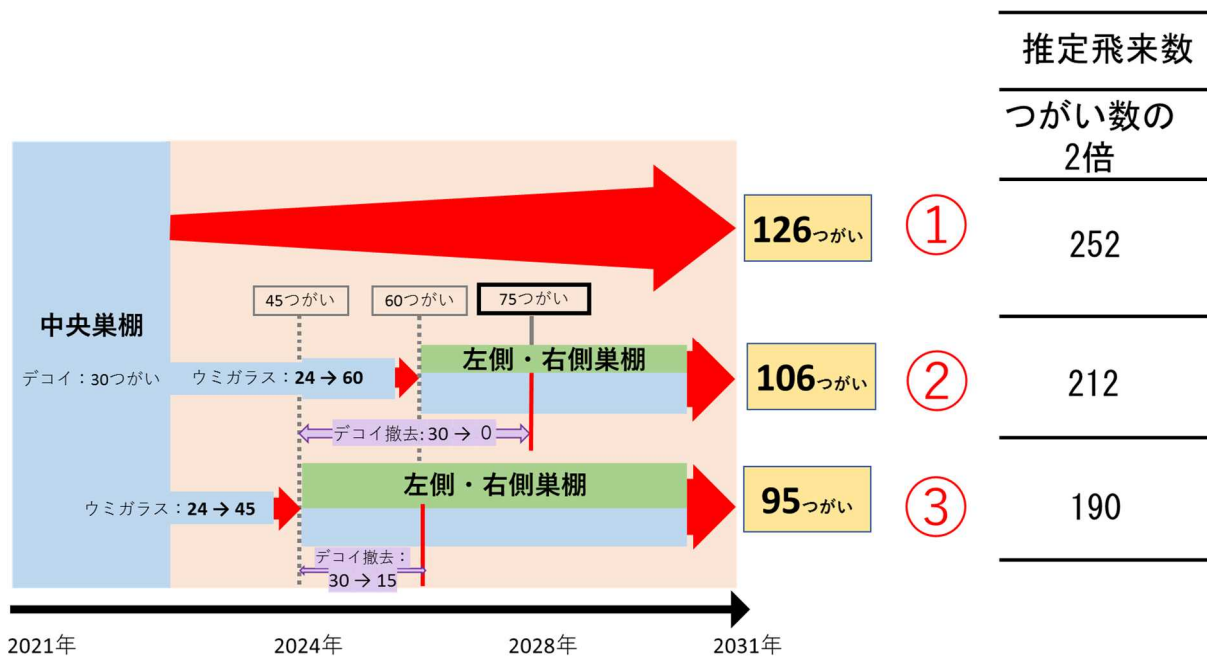 推定飛来数
つがい数の
2倍
126つがい
①
252
45つがい
60つがい
75つがい
中央巣棚
デコイ：30つがい
ウミガラス：24 → 60
左側・右側巣棚
106つがい
②
212
デコイ撤去: 30 → 0
左側・右側巣棚
ウミガラス：24 → 45
95つがい
③
190
デコイ撤去：
30 → 15
2021年
2024年
2028年
2031年